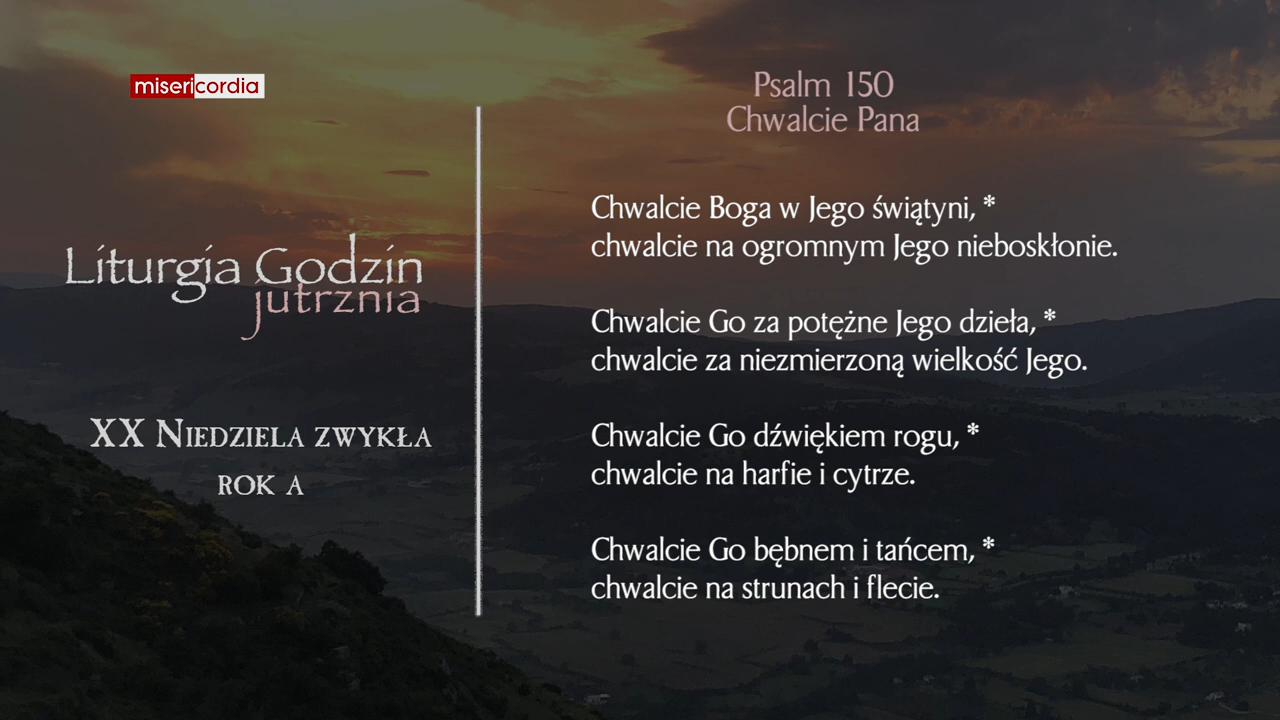 misericordia
Liturgia Godzin
jutrznia
XX Niedziela zwykła
rok A
Psalm 150
Chwalcie Pana
Chwalcie Boga w Jego świątyni, *
chwalcie na ogromnym Jego nieboskłonie.
Chwalcie Go za potężne Jego dzieła, *
chwalcie za niezmierzoną wielkość Jego.
Chwalcie Go dźwiękiem rogu, *
chwalcie na harfie i cytrze.
Chwalcie Go bębnem i tańcem, *
chwalcie na strunach i flecie.